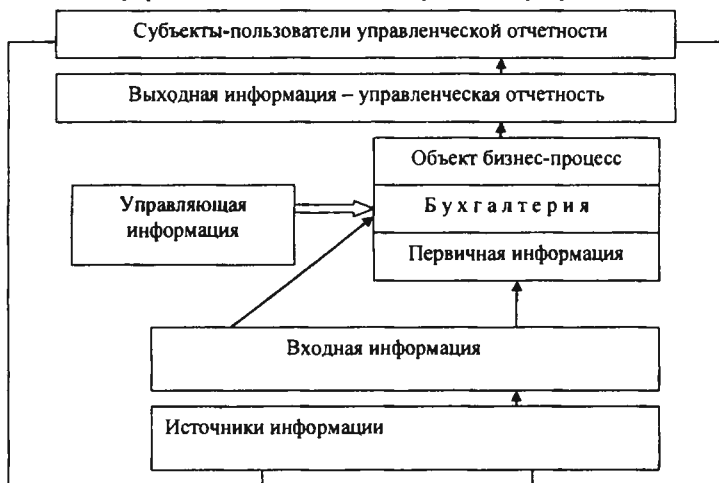 Субъекты-пользователи управленческой отчетности
Выходная информация – управленческая отчетность
Объект бизнес-процесс
Управляющая
информация
Б у х г а л т е р и я
Первичная информация
Входная информация
Источники информации